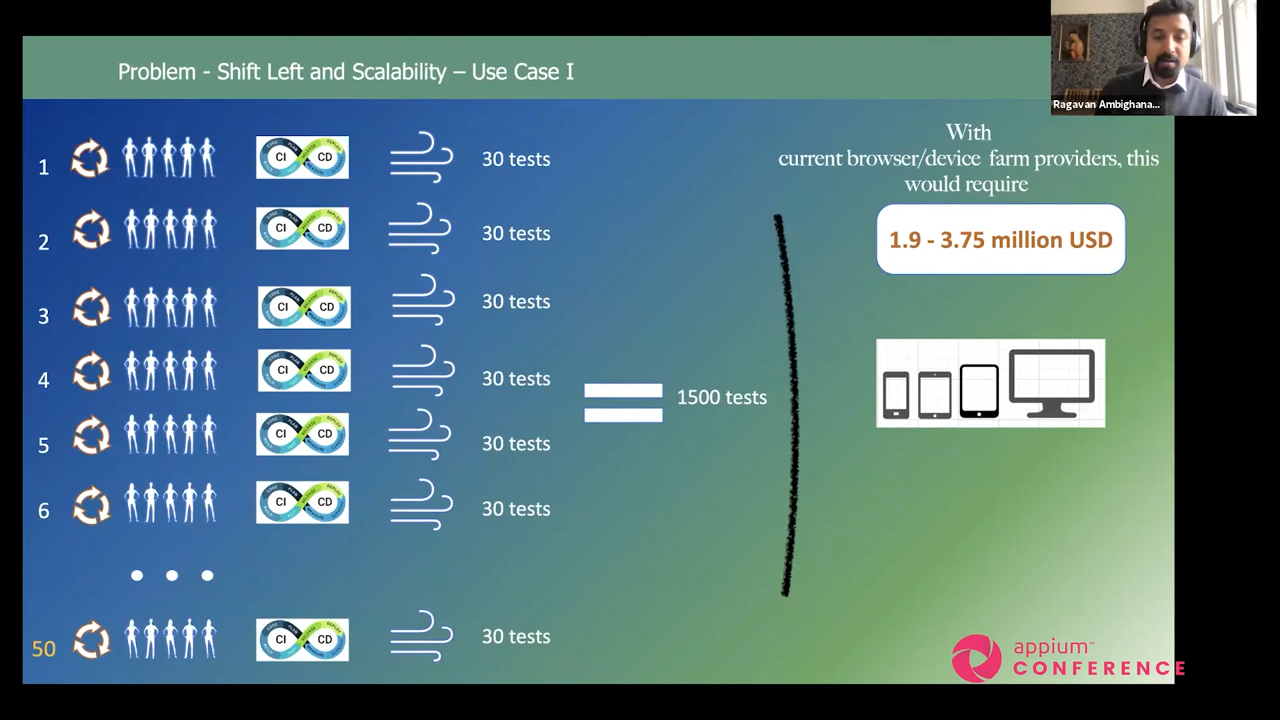 Problem - Shift Left and Scalability – Use Case I
Ragavan Ambighana...
With
current browser/device farm providers, this
would require
1.9 - 3.75 million USD
1 CI CD 30 tests
2 CI CD 30 tests
3 CI CD 30 tests
4 CI CD 30 tests
5 CI CD 30 tests
6 CI CD 30 tests
50 CI CD 30 tests
1500 tests
appium™
CONFERENCE